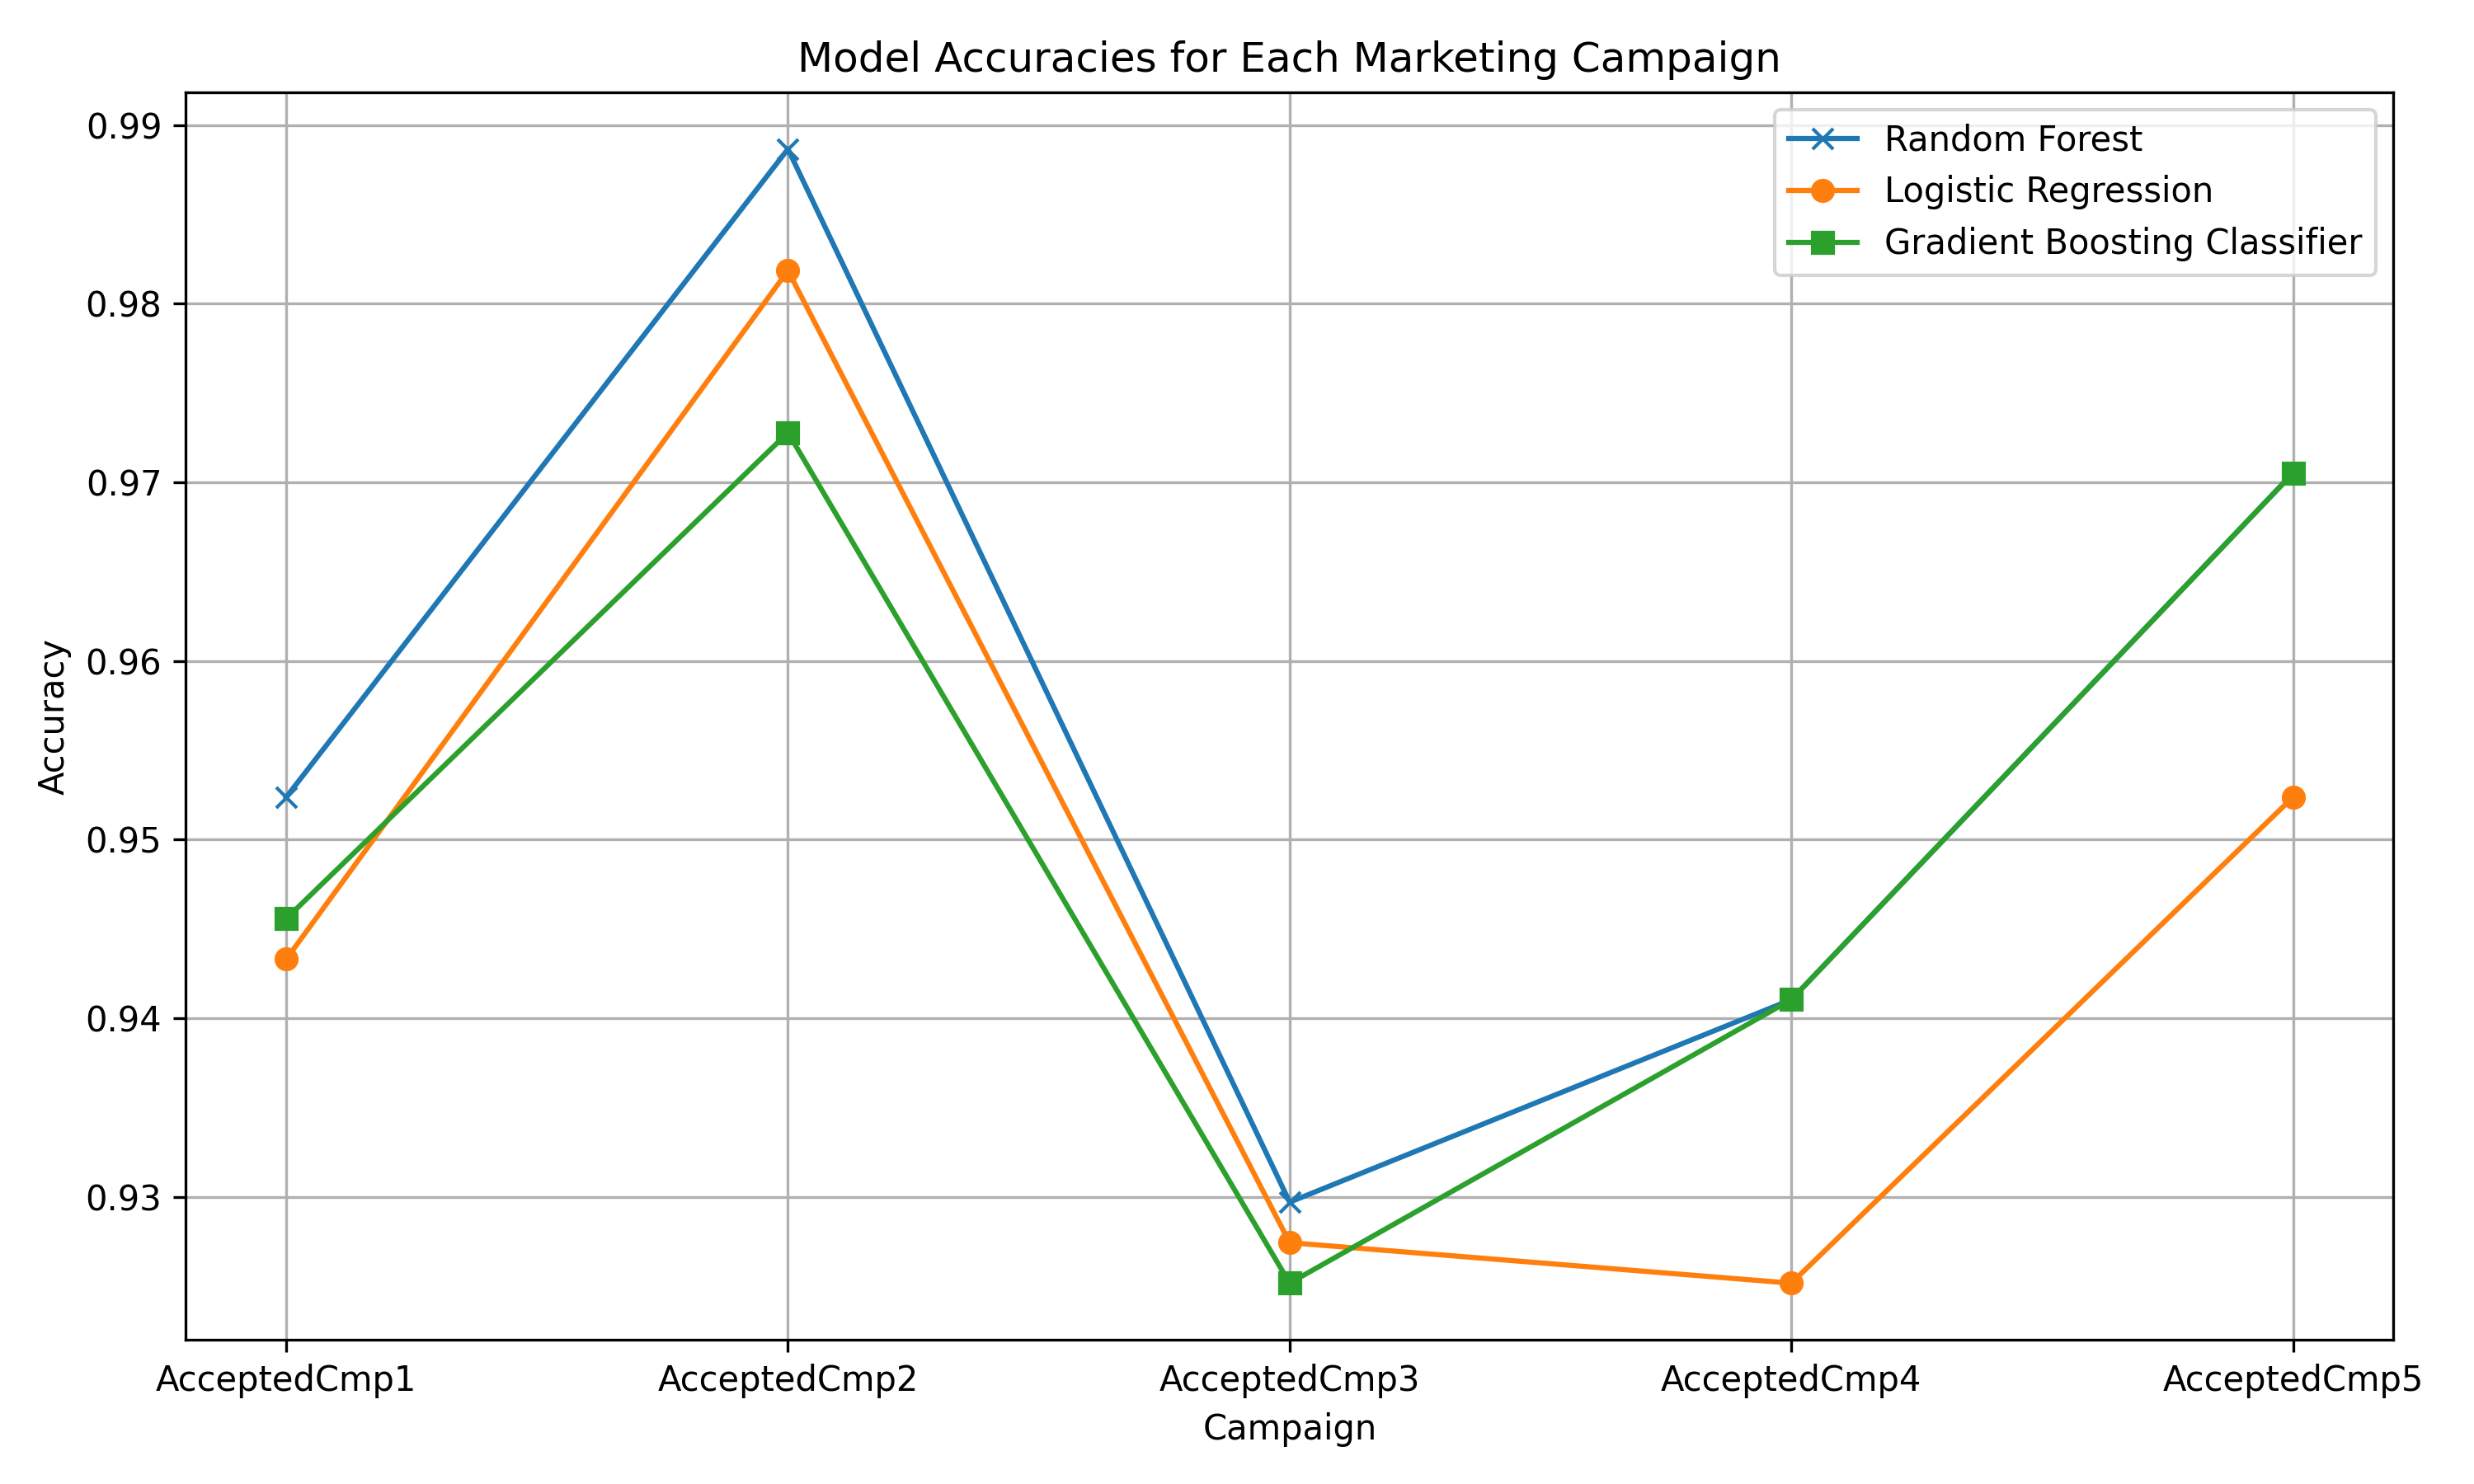 Model Accuracies for Each Marketing Campaign
Random Forest
Logistic Regression
Gradient Boosting Classifier
0.99
0.98
0.97
0.96
0.95
0.94
0.93
Accuracy
AcceptedCmp1 AcceptedCmp2 AcceptedCmp3 AcceptedCmp4 AcceptedCmp5
Campaign